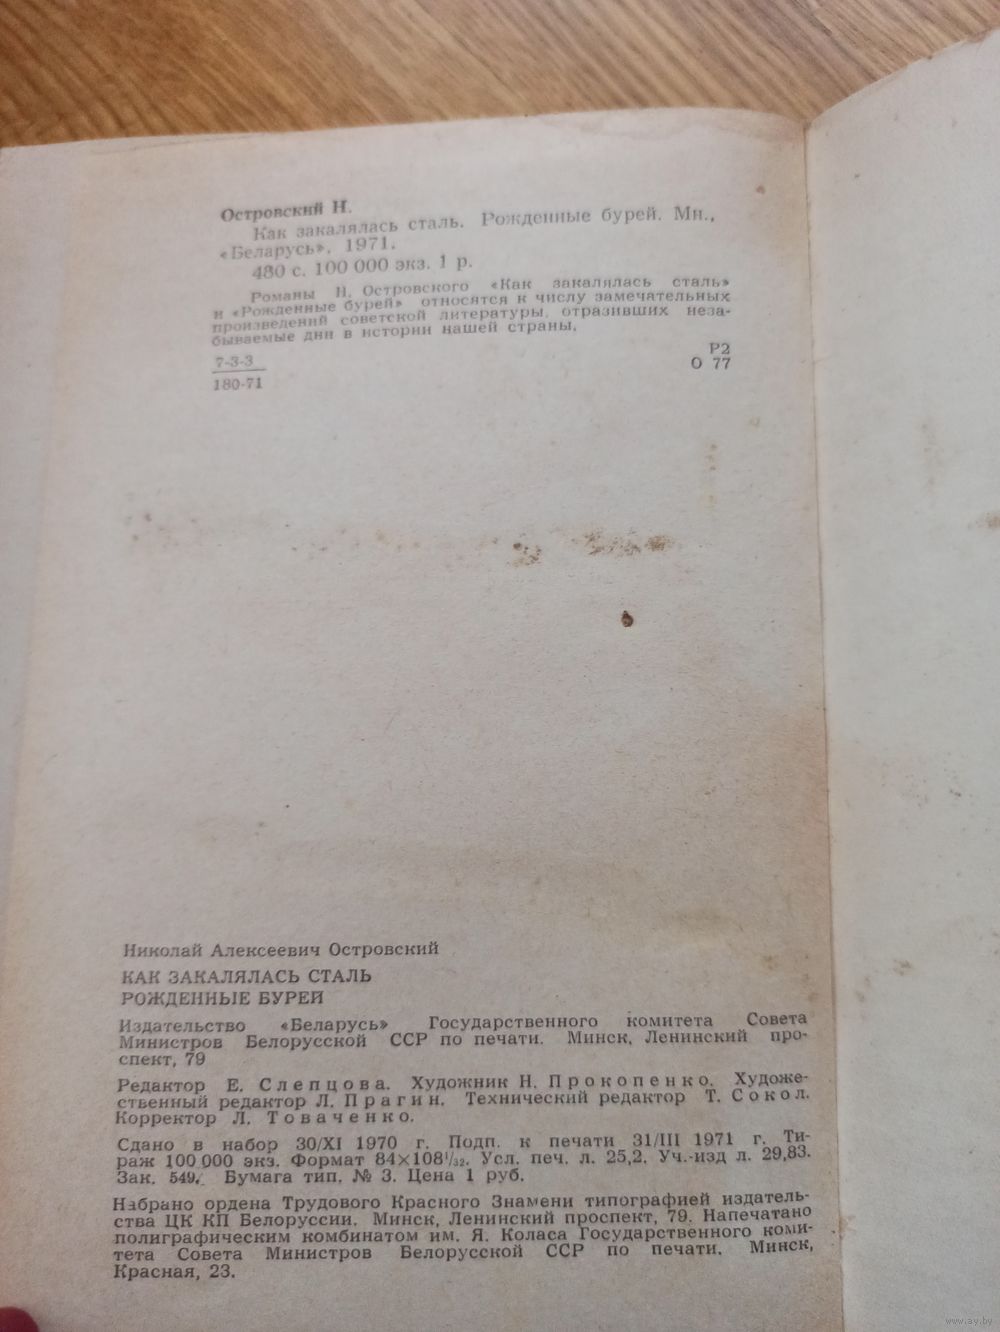 Островский Н.
Как закалялась сталь. Рожденные бурей. Мн.,
«Беларусь», 1971.
480 с. 100 000 экз. 1 р.
Романы Н. Островского «Как закалялась сталь»
и «Рожденные бурей» относятся к числу замечательных
произведений советской литературы, отразивших неза-
бываемые дни в истории нашей страны.
7-3-3
180-71
Р2
О 77
Николай Алексеевич Островский
КАК ЗАКАЛЯЛАСЬ СТАЛЬ
РОЖДЕННЫЕ БУРЕЙ
Издательство «Беларусь» Государственного комитета Совета
Министров Белорусской ССР по печати. Минск, Ленинский про-
спект, 79
Редактор Е. Слепцова. Художник Н. Прокопенко. Художе-
ственный редактор Л. Прагин. Технический редактор Т. Сокол.
Корректор Л. Товаченко.
Сдано в набор 30/XI 1970 г. Подп. к печати 31/III 1971 г. Ти-
раж 100 000 экз. Формат 84×108¹/₃₂. Усл. печ. л. 25,2. Уч.-изд л. 29,83.
Зак. 549. Бумага тип. № 3. Цена 1 руб.
Набрано ордена Трудового Красного Знамени типографией издатель-
ства ЦК КП Белоруссии. Минск, Ленинский проспект, 79. Напечатано
полиграфическим комбинатом им. Я. Коласа Государственного коми-
тета Совета Министров Белорусской ССР по печати. Минск,
Красная, 23.
www.ay.by